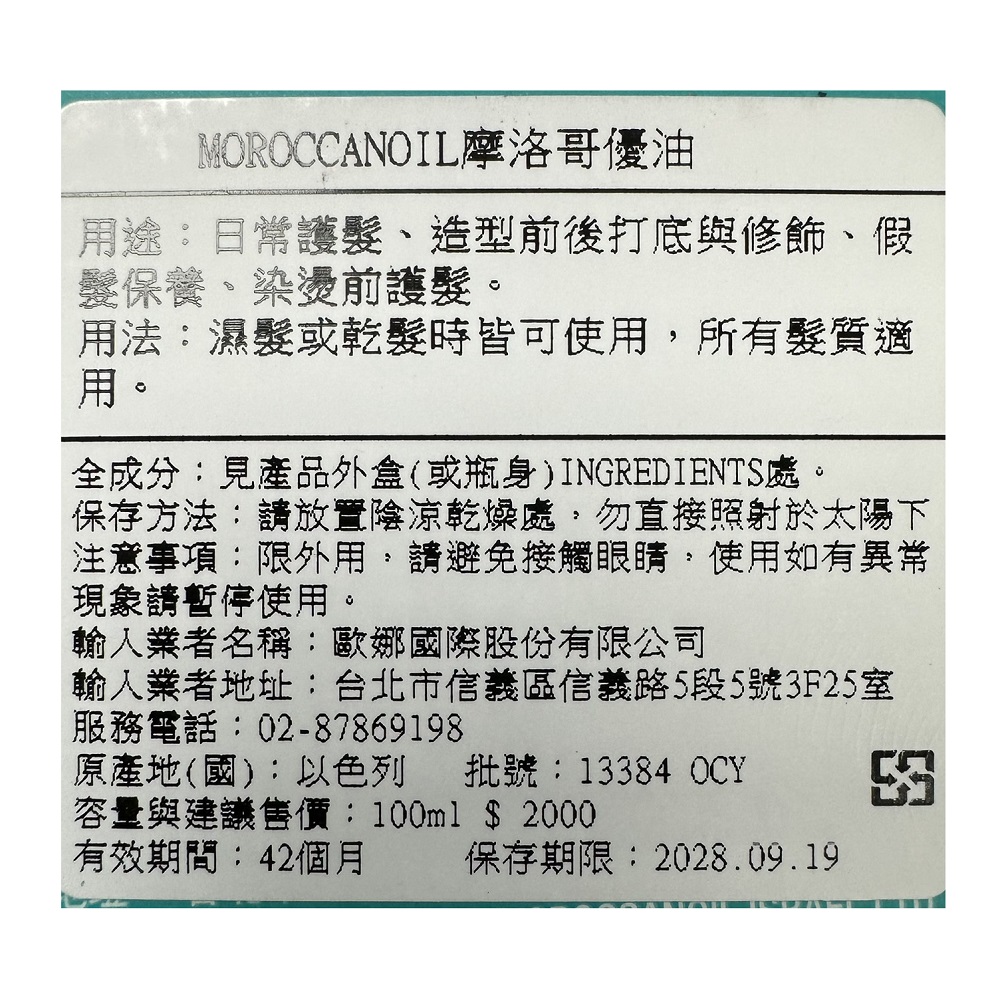 MOROCCANOIL摩洛哥優油
用途：日常護髮、造型前後打底與修飾、假
髮保養、染燙前護髮。
用法：濕髮或乾髮時皆可使用，所有髮質適
用。
全成分：見產品外盒(或瓶身)INGREDIENTS處。
保存方法：請放置陰涼乾燥處，勿直接照射於太陽下
注意事項：限外用，請避免接觸眼睛，使用如有異常
現象請暫停使用。
輸入業者名稱：歐娜國際股份有限公司
輸入業者地址：台北市信義區信義路5段5號3F25室
服務電話：02-87869198
原產地(國)：以色列 批號：13384 OCY
容量與建議售價：100ml $ 2000
有效期間：42個月 保存期限：2028.09.19